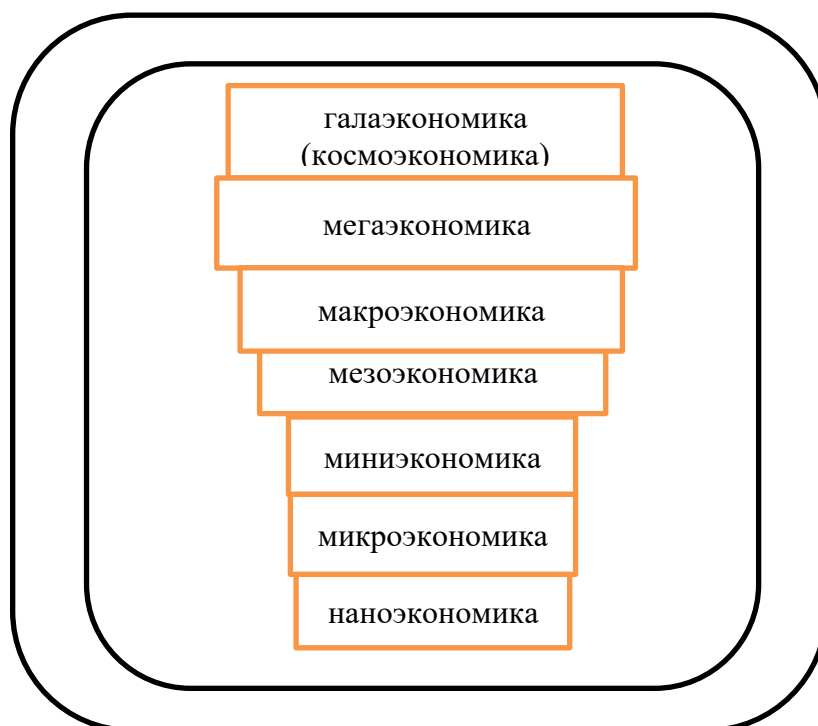 галаэкономика
(космоэкономика)
мегаэкономика
макроэкономика
мезоэкономика
миниэкономика
микроэкономика
наноэкономика